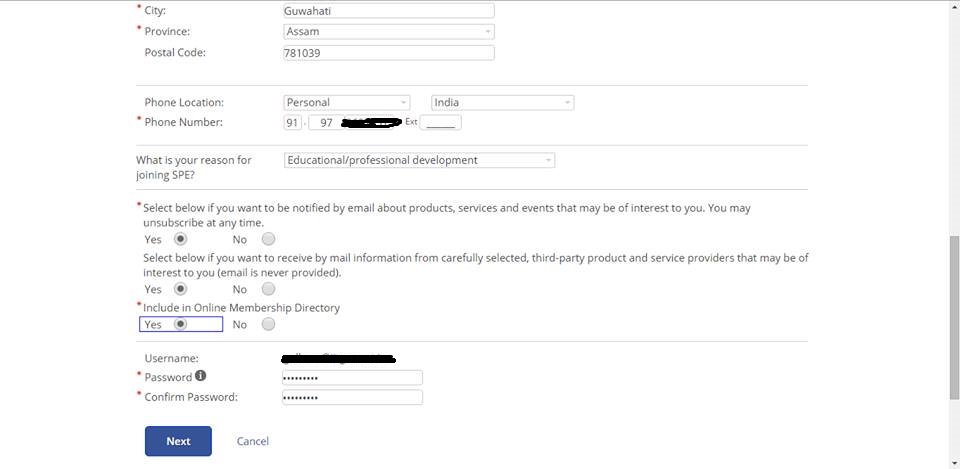 * City: Guwahati
* Province: Assam
Postal Code: 781039
Phone Location: Personal India
* Phone Number: 91 . 97 Ext ______
What is your reason for Educational/professional development
joining SPE?
* Select below if you want to be notified by email about products, services and events that may be of interest to you. You may
unsubscribe at any time.
Yes No
Select below if you want to receive by mail information from carefully selected, third-party product and service providers that may be of
interest to you (email is never provided).
Yes No
* Include in Online Membership Directory
Yes No
Username:
* Password i •••••••••
* Confirm Password: •••••••••
Next Cancel